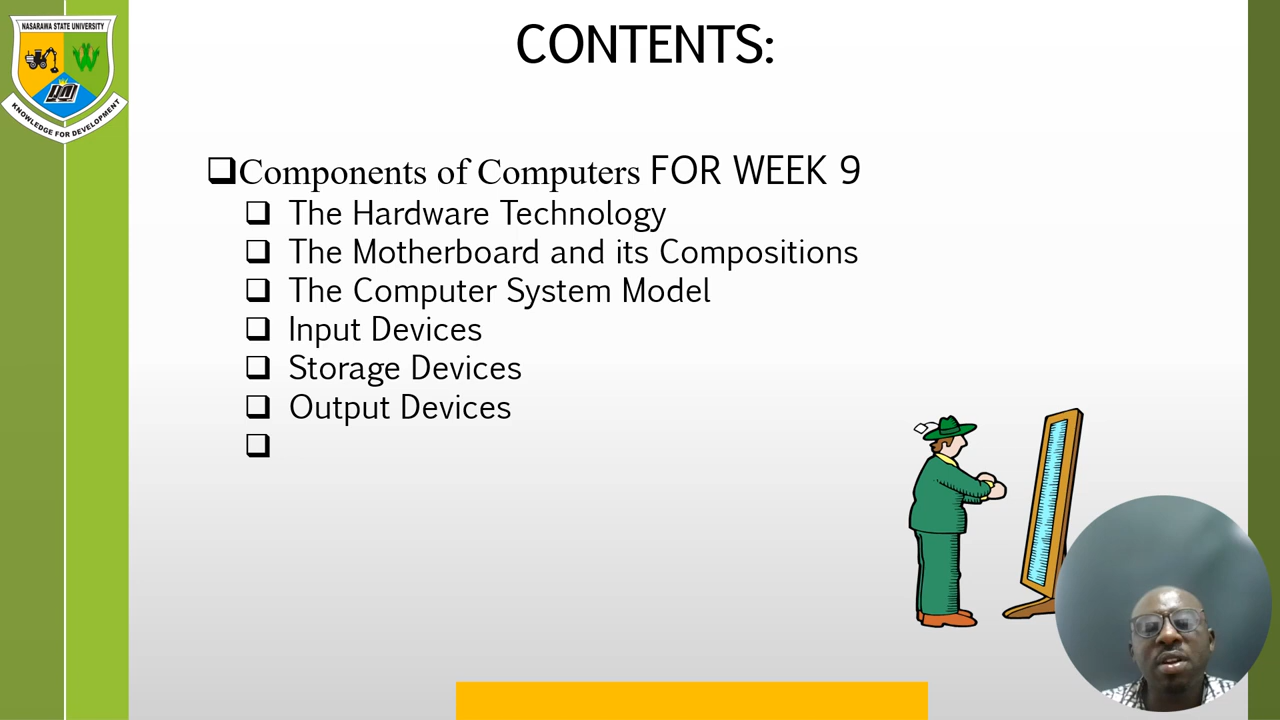 NASARAWA STATE UNIVERSITY
KNOWLEDGE FOR DEVELOPMENT
CONTENTS:
Components of Computers FOR WEEK 9
The Hardware Technology
The Motherboard and its Compositions
The Computer System Model
Input Devices
Storage Devices
Output Devices